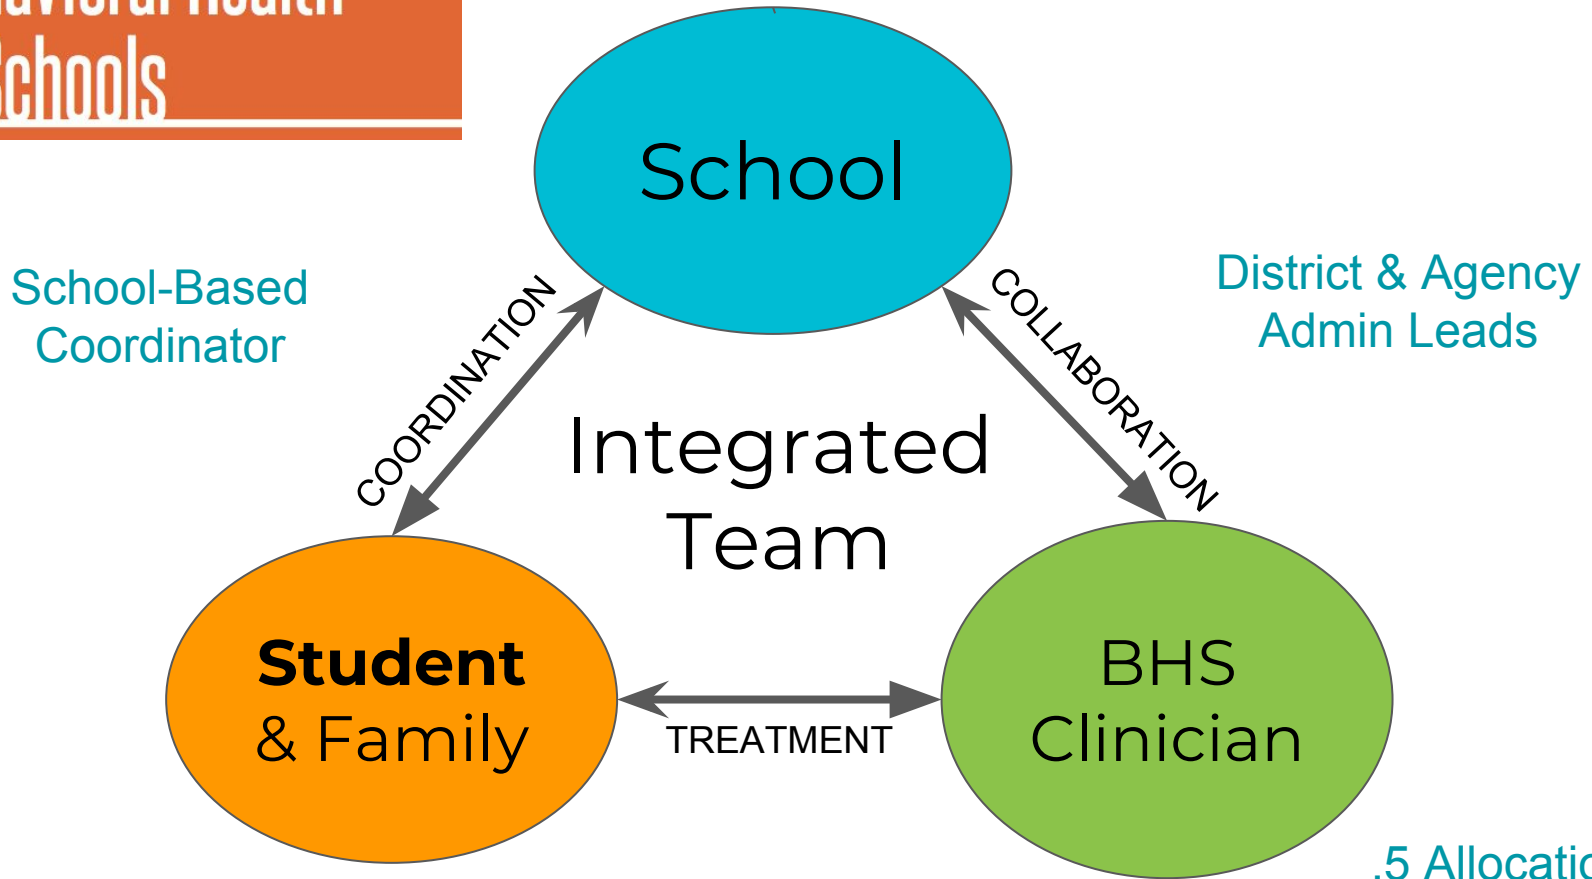 Schools
School
School-Based
Coordinator
District & Agency
Admin Leads
COORDINATION
COLLABORATION
Integrated
Team
Student
& Family
BHS
Clinician
TREATMENT
.5